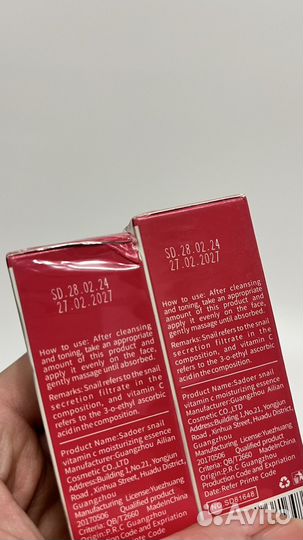 SD.28.02.24
27.02.2027
How to use: After cleansing
and toning, take an appropriate
amount of this product and
apply it evenly on the face,
gently massage until absorbed.
Remarks: Snail refers to the snail
secretion filtrate in the
composition, and vitamin C
refers to the 3-o-ethyl ascorbic
acid in the composition.
Product Name: Sadoer snail
vitamin c moisturizing essence
Manufacturer:Guangzhou Ailian
Cosmetic CO.,LTD
Address:Building 1,No.21, Yongjun
Road, Xinhua Street, Huadu District,
Guangzhou
Manufacturer License:Yuezhuang
20170506 Qualified product
Criteria: QB/T2660 MadeInChina
Origin:P.R.C Guangzhou
Production Code and Expiration
Date:Refer Printe Code
SD.28.02.24
27.02.2027
How to use: After cleansing
and toning, take an appropriate
amount of this product and
apply it evenly on the face,
gently massage until absorbed.
Remarks: Snail refers to the snail
secretion filtrate in the
composition, and vitamin C
refers to the 3-o-ethyl ascorbic
acid in the composition.
Product Name: Sadoer snail
vitamin c moisturizing essence
Manufacturer:Guangzhou Ailian
Cosmetic CO.,LTD
Address:Building 1,No.21, Yongjun
Road, Xinhua Street, Huadu District,
Guangzhou
Manufacturer License:Yuezhuang
20170506 Qualified product
Criteria: QB/T2660 MadeInChina
Origin:P.R.C Guangzhou
Production Code and Expiration
Date:Refer Printe Code
NO SD81648
Avito